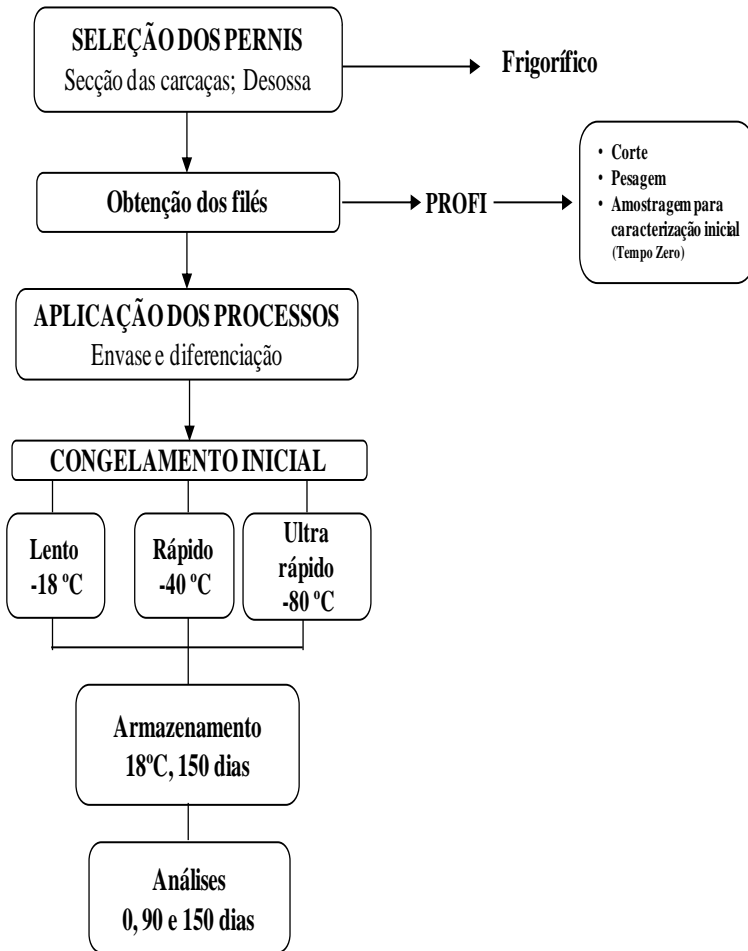 SELEÇÃO DOS PERNIS
Secção das carcaças; Desossa
Frigorífico
Obtenção dos filés
PROFI
• Corte
• Pesagem
• Amostragem para
caracterização inicial
(Tempo Zero)
APLICAÇÃO DOS PROCESSOS
Envase e diferenciação
CONGELAMENTO INICIAL
Lento
-18 ºC
Rápido
-40 ºC
Ultra
rápido
-80 ºC
Armazenamento
18ºC, 150 dias
Análises
0, 90 e 150 dias